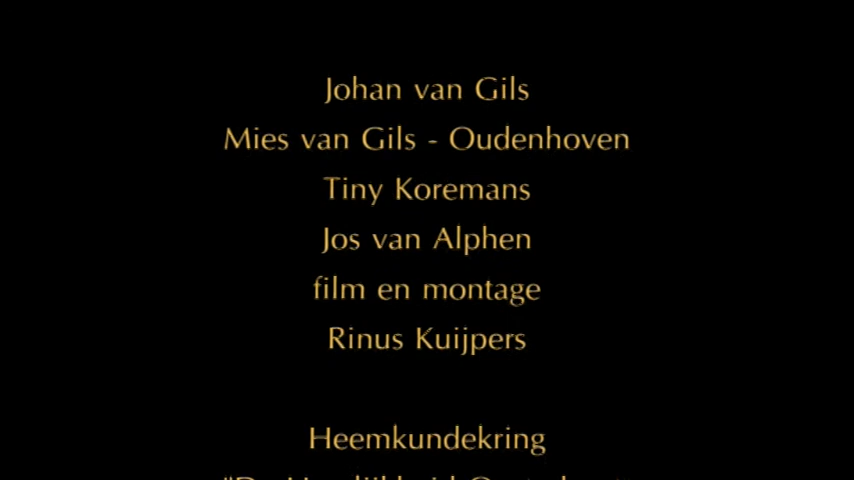 Johan van Gils
Mies van Gils - Oudenhoven
Tiny Koremans
Jos van Alphen
film en montage
Rinus Kuijpers
Heemkundekring